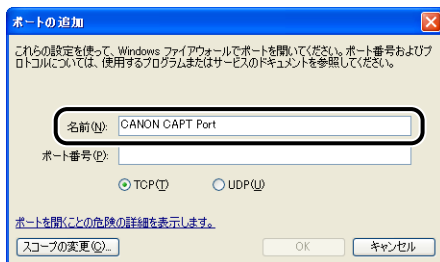 ポートの追加
これらの設定を使って、Windows ファイアウォールでポートを開いてください。ポート番号およびプ
ロトコルについては、使用するプログラムまたはサービスのドキュメントを参照してください。
名前(N): CANON CAPT Port
ポート番号(P):
TCP(T) UDP(U)
ポートを開くことの危険の詳細を表示します。
スコープの変更(C)... OK キャンセル